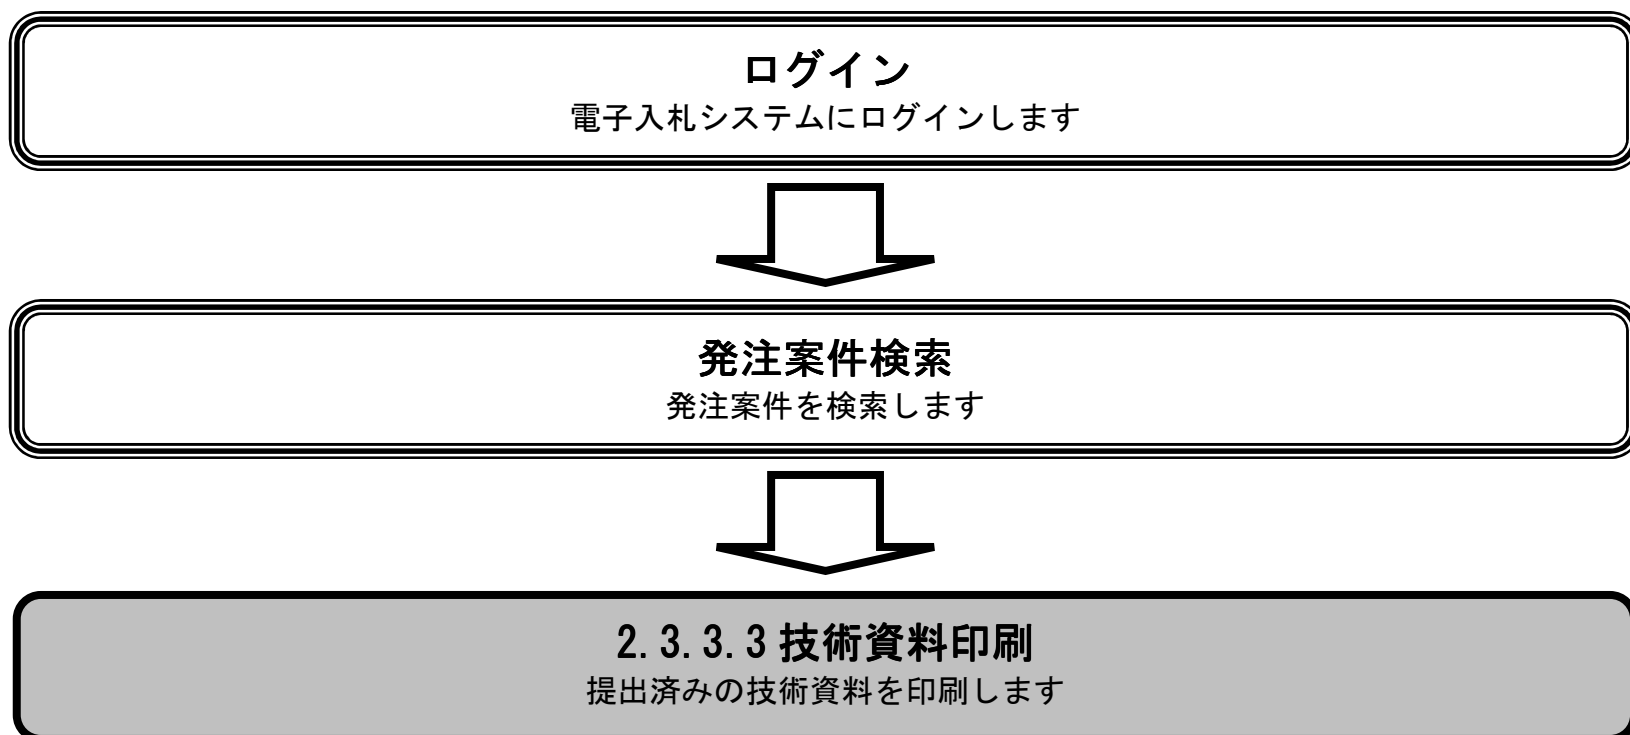 ログイン
電子入札システムにログインします
発注案件検索
発注案件を検索します
2.3.3.3 技術資料印刷
提出済みの技術資料を印刷します